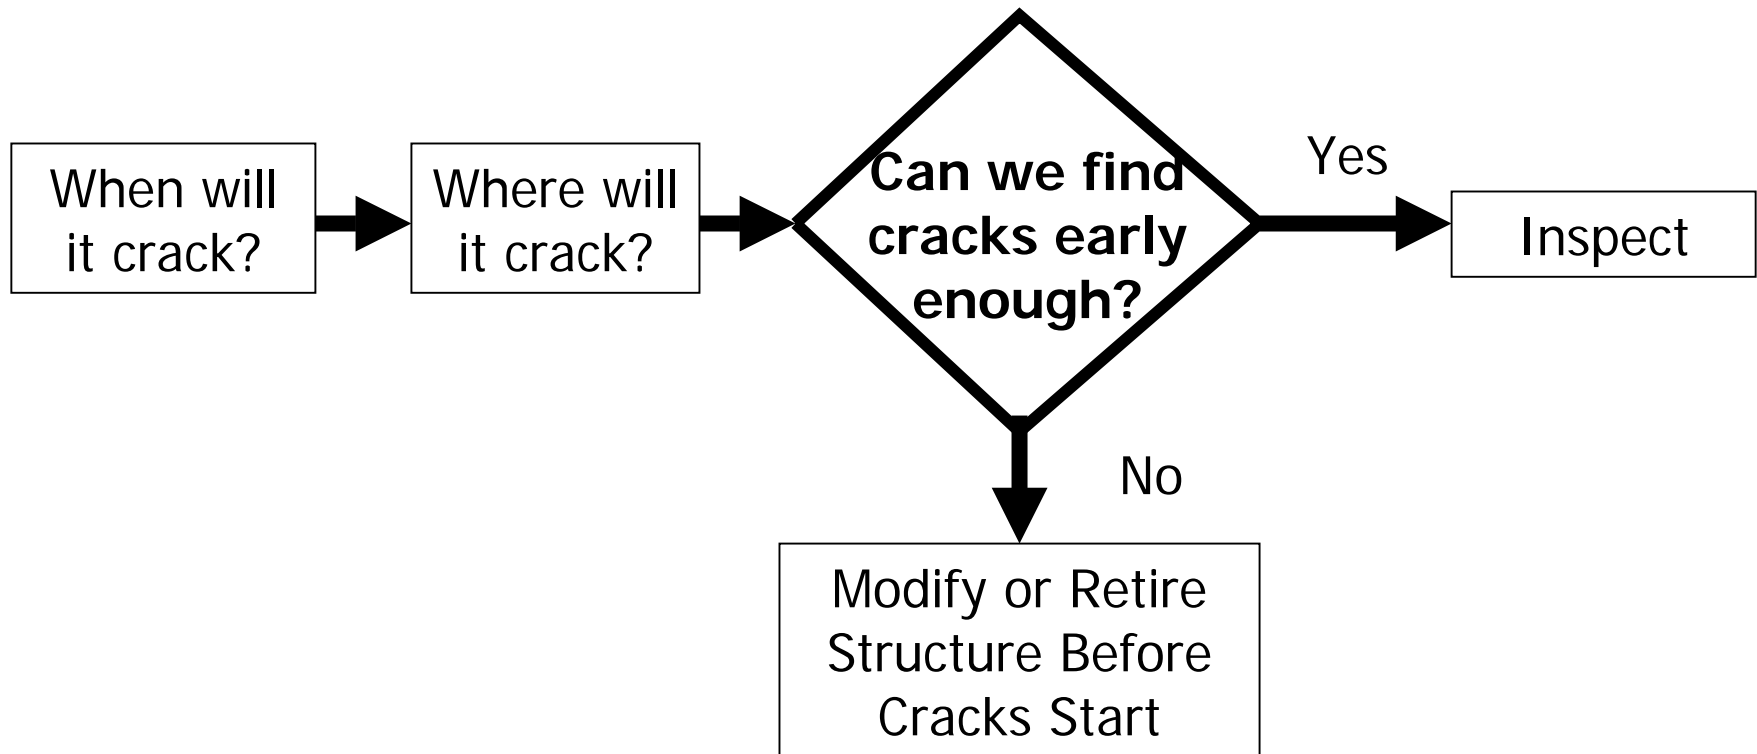 When will
it crack?
Where will
it crack?
Can we find
cracks early
enough?
Yes
Inspect
No
Modify or Retire
Structure Before
Cracks Start